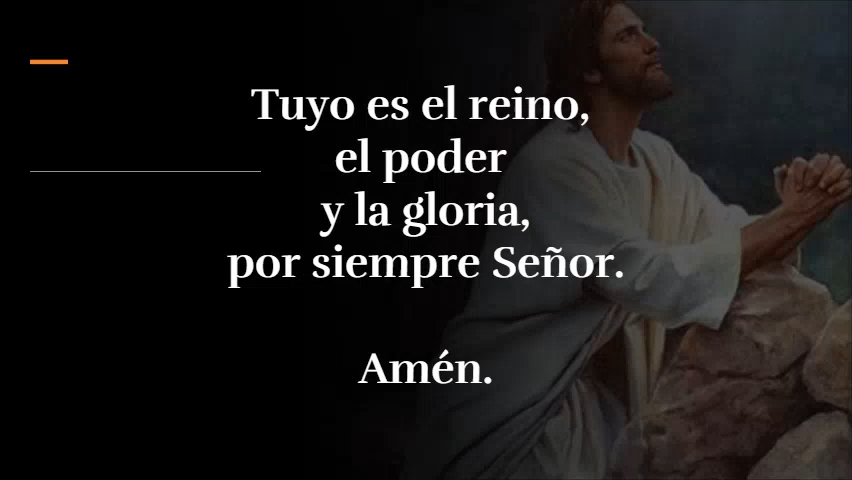 Tuyo es el reino,
el poder
y la gloria,
por siempre Señor.
Amén.